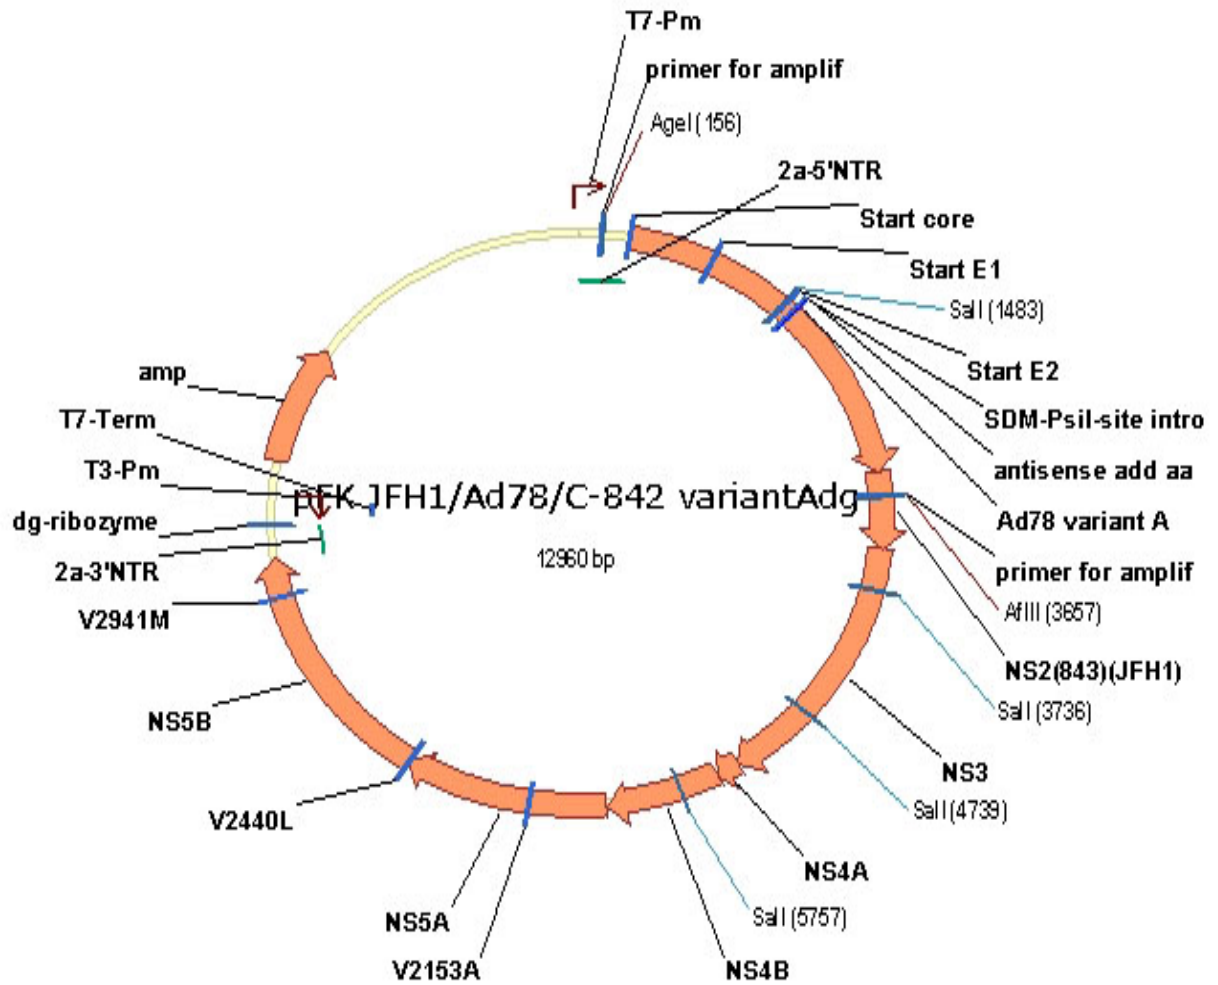 T7-Pm
primer for amplif
AgeI (156)
2a-5'NTR
Start core
Start E1
SalI (1483)
Start E2
SDM-PsiI-site intro
antisense add aa
Ad78 variant A
primer for amplif
AflII (3657)
NS2(843)(JFH1)
SalI (3736)
NS3
SalI (4739)
NS4A
SalI (5757)
NS4B
V2153A
NS5A
V2440L
NS5B
V2941M
2a-3'NTR
dg-ribozyme
T3-Pm
T7-Term
amp
pFK JFH1/Ad78/C-842 variantAdg
12960 bp